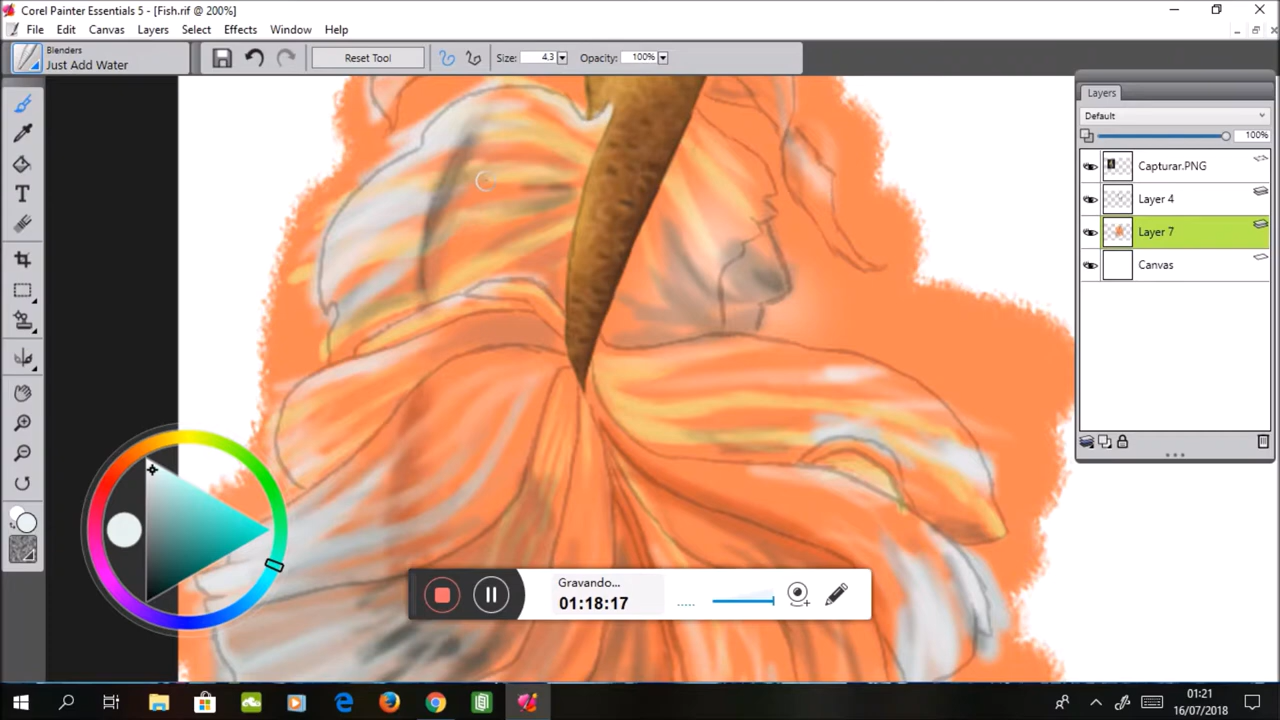 Corel Painter Essentials 5 - [Fish.rif @ 200%]
File Edit Canvas Layers Select Effects Window Help
Blenders
Just Add Water
Reset Tool
Size: 4.3
Opacity: 100%
Layers
Default
100%
Capturar.PNG
Layer 4
Layer 7
Canvas
Gravando...
01:18:17
01:21
16/07/2018